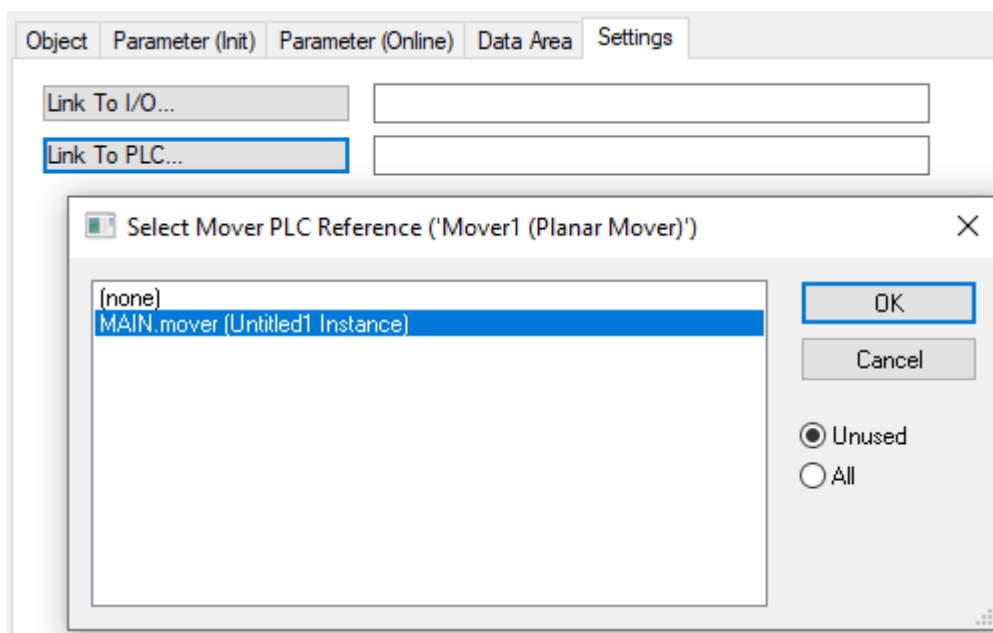 Object Parameter (Init) Parameter (Online) Data Area Settings
Link To I/O...
Link To PLC...
Select Mover PLC Reference ('Mover1 (Planar Mover)')
(none)
MAIN.mover (Untitled1 Instance)
OK
Cancel
Unused
All